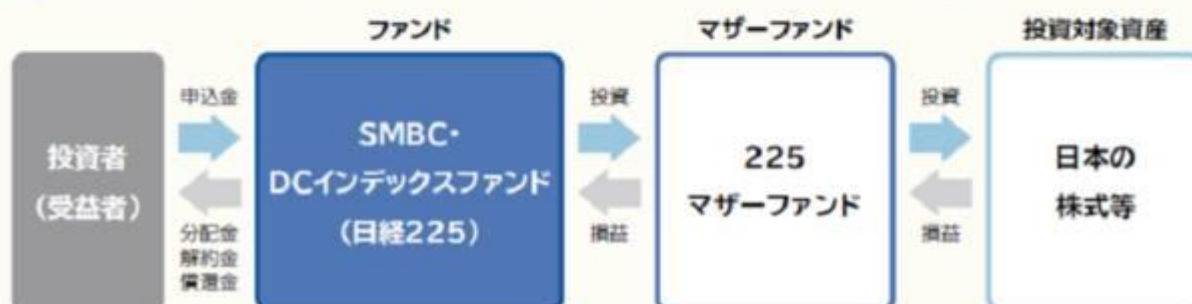 ファンド
マザーファンド
投資対象資産
投資者
（受益者）
申込金
分配金
解約金
償還金
SMBC・
DCインデックスファンド
（日経225）
投資
損益
225
マザーファンド
投資
損益
日本の
株式等